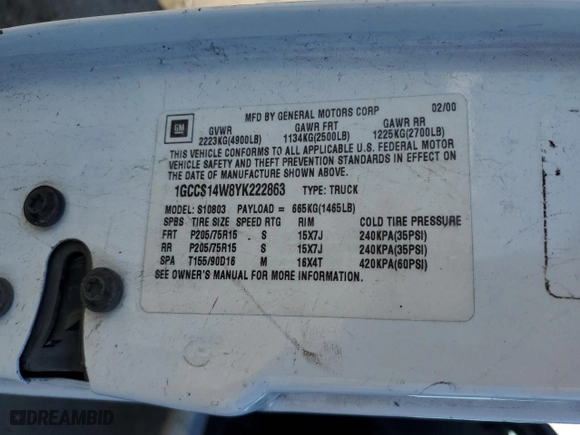 MFD BY GENERAL MOTORS CORP 02/00
GM GVWR GAWR FRT GAWR RR
2223KG(4900LB) 1134KG(2500LB) 1225KG(2700LB)
THIS VEHICLE CONFORMS TO ALL APPLICABLE U.S. FEDERAL MOTOR
VEHICLE SAFETY AND THEFT PREVENTION STANDARDS IN EFFECT ON
THE DATE OF MANUFACTURE SHOWN ABOVE.
1GCCS14W8YK222863 TYPE: TRUCK
MODEL: S10803 PAYLOAD = 665KG(1465LB)
SPBS TIRE SIZE SPEED RTG RIM COLD TIRE PRESSURE
FRT P205/75R15 S 15X7J 240KPA(35PSI)
RR P205/75R15 S 15X7J 240KPA(35PSI)
SPA T155/90D16 M 16X4T 420KPA(60PSI)
SEE OWNER'S MANUAL FOR MORE INFORMATION.
DREAMBID